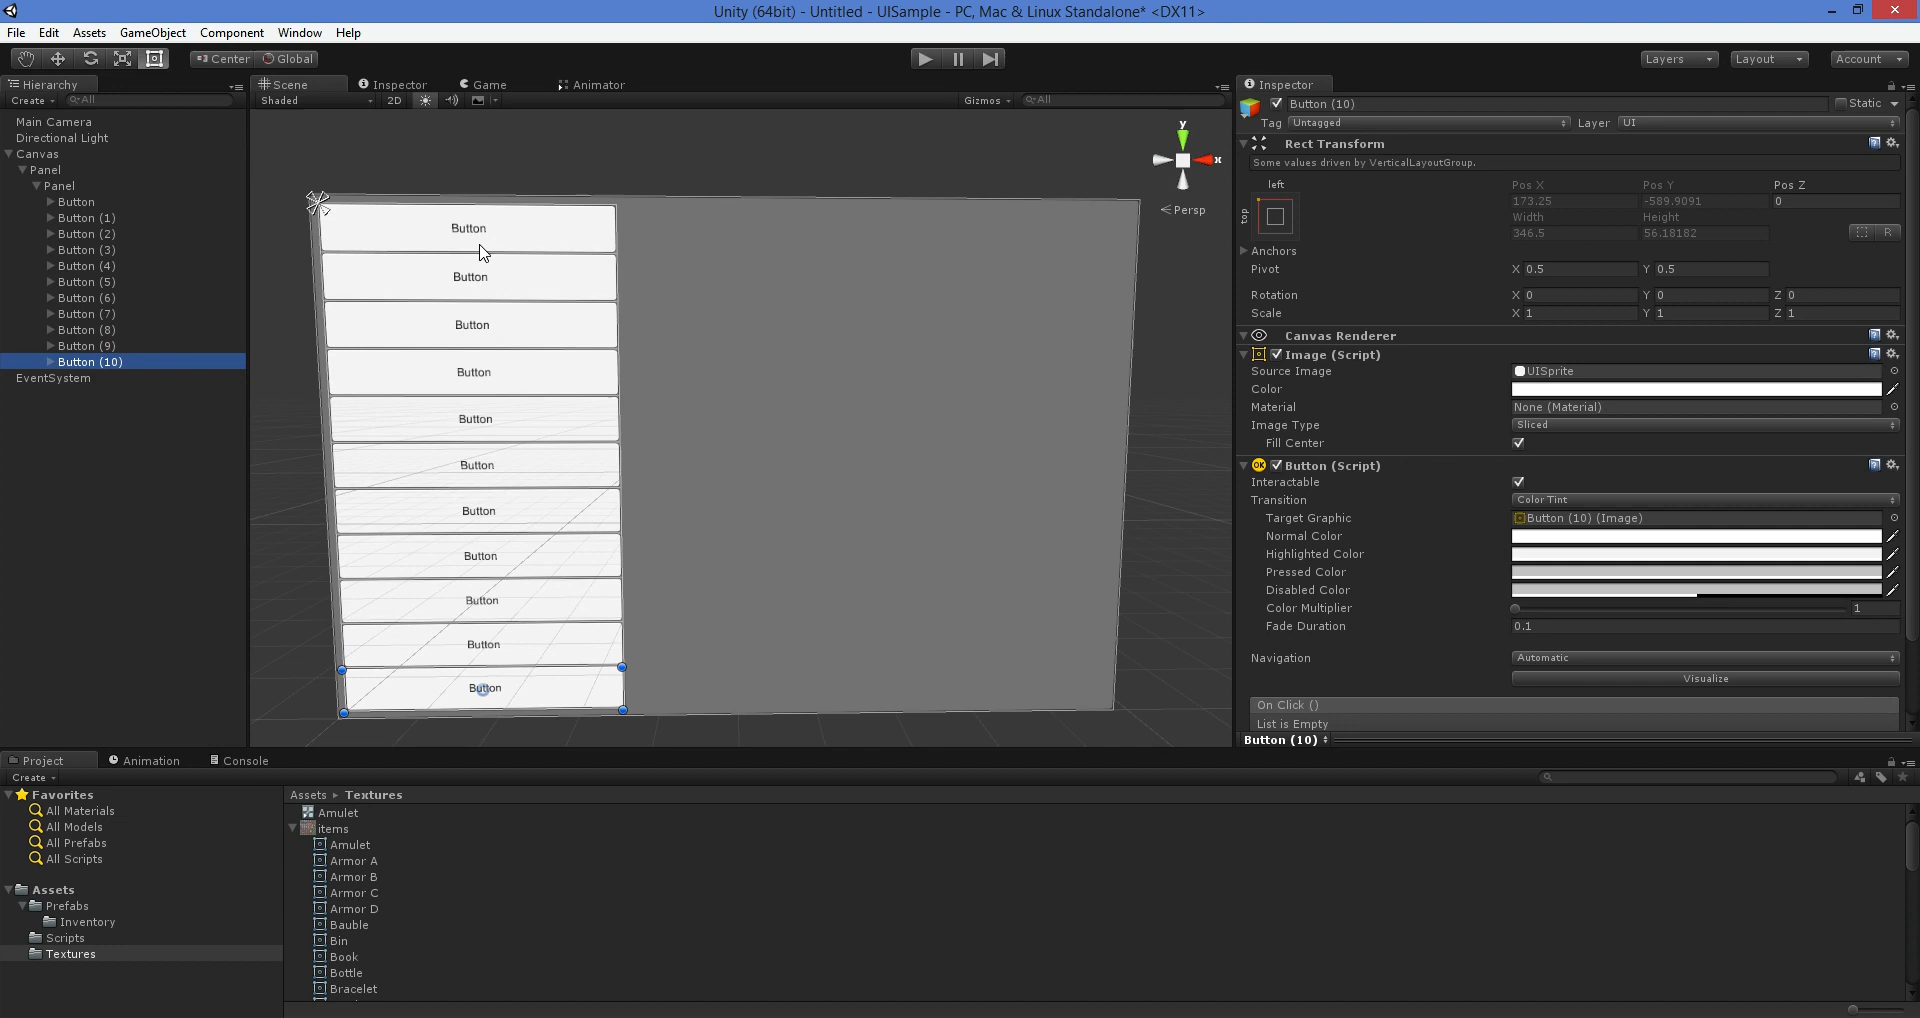 Unity (64bit) - Untitled - UISample - PC, Mac & Linux Standalone* <DX11>
File Edit Assets GameObject Component Window Help
Center Global Layers Layout Account
Hierarchy
Create All
Main Camera
Directional Light
Canvas
Panel
Panel
Button
Button (1)
Button (2)
Button (3)
Button (4)
Button (5)
Button (6)
Button (7)
Button (8)
Button (9)
Button (10)
EventSystem
Scene Inspector Game Animator
Shaded 2D Gizmos All
y
x
Persp
Button
Button
Button
Button
Button
Button
Button
Button
Button
Button
Button
Inspector
Button (10) Static
Tag Untagged Layer UI
Rect Transform
Some values driven by VerticalLayoutGroup.
left Pos X Pos Y Pos Z
top 173.25 -589.9091 0
Width Height
346.5 56.18182 R
Anchors
Pivot X 0.5 Y 0.5
Rotation X 0 Y 0 Z 0
Scale X 1 Y 1 Z 1
Canvas Renderer
Image (Script)
Source Image UISprite
Color
Material None (Material)
Image Type Sliced
Fill Center
OK Button (Script)
Interactable
Transition Color Tint
Target Graphic Button (10) (Image)
Normal Color
Highlighted Color
Pressed Color
Disabled Color
Color Multiplier 1
Fade Duration 0.1
Navigation Automatic
Visualize
On Click ()
List is Empty
Button (10)
Project Animation Console
Create
Favorites
All Materials
All Models
All Prefabs
All Scripts
Assets
Prefabs
Inventory
Scripts
Textures
Assets Textures
Amulet
items
Amulet
Armor A
Armor B
Armor C
Armor D
Bauble
Bin
Book
Bottle
Bracelet